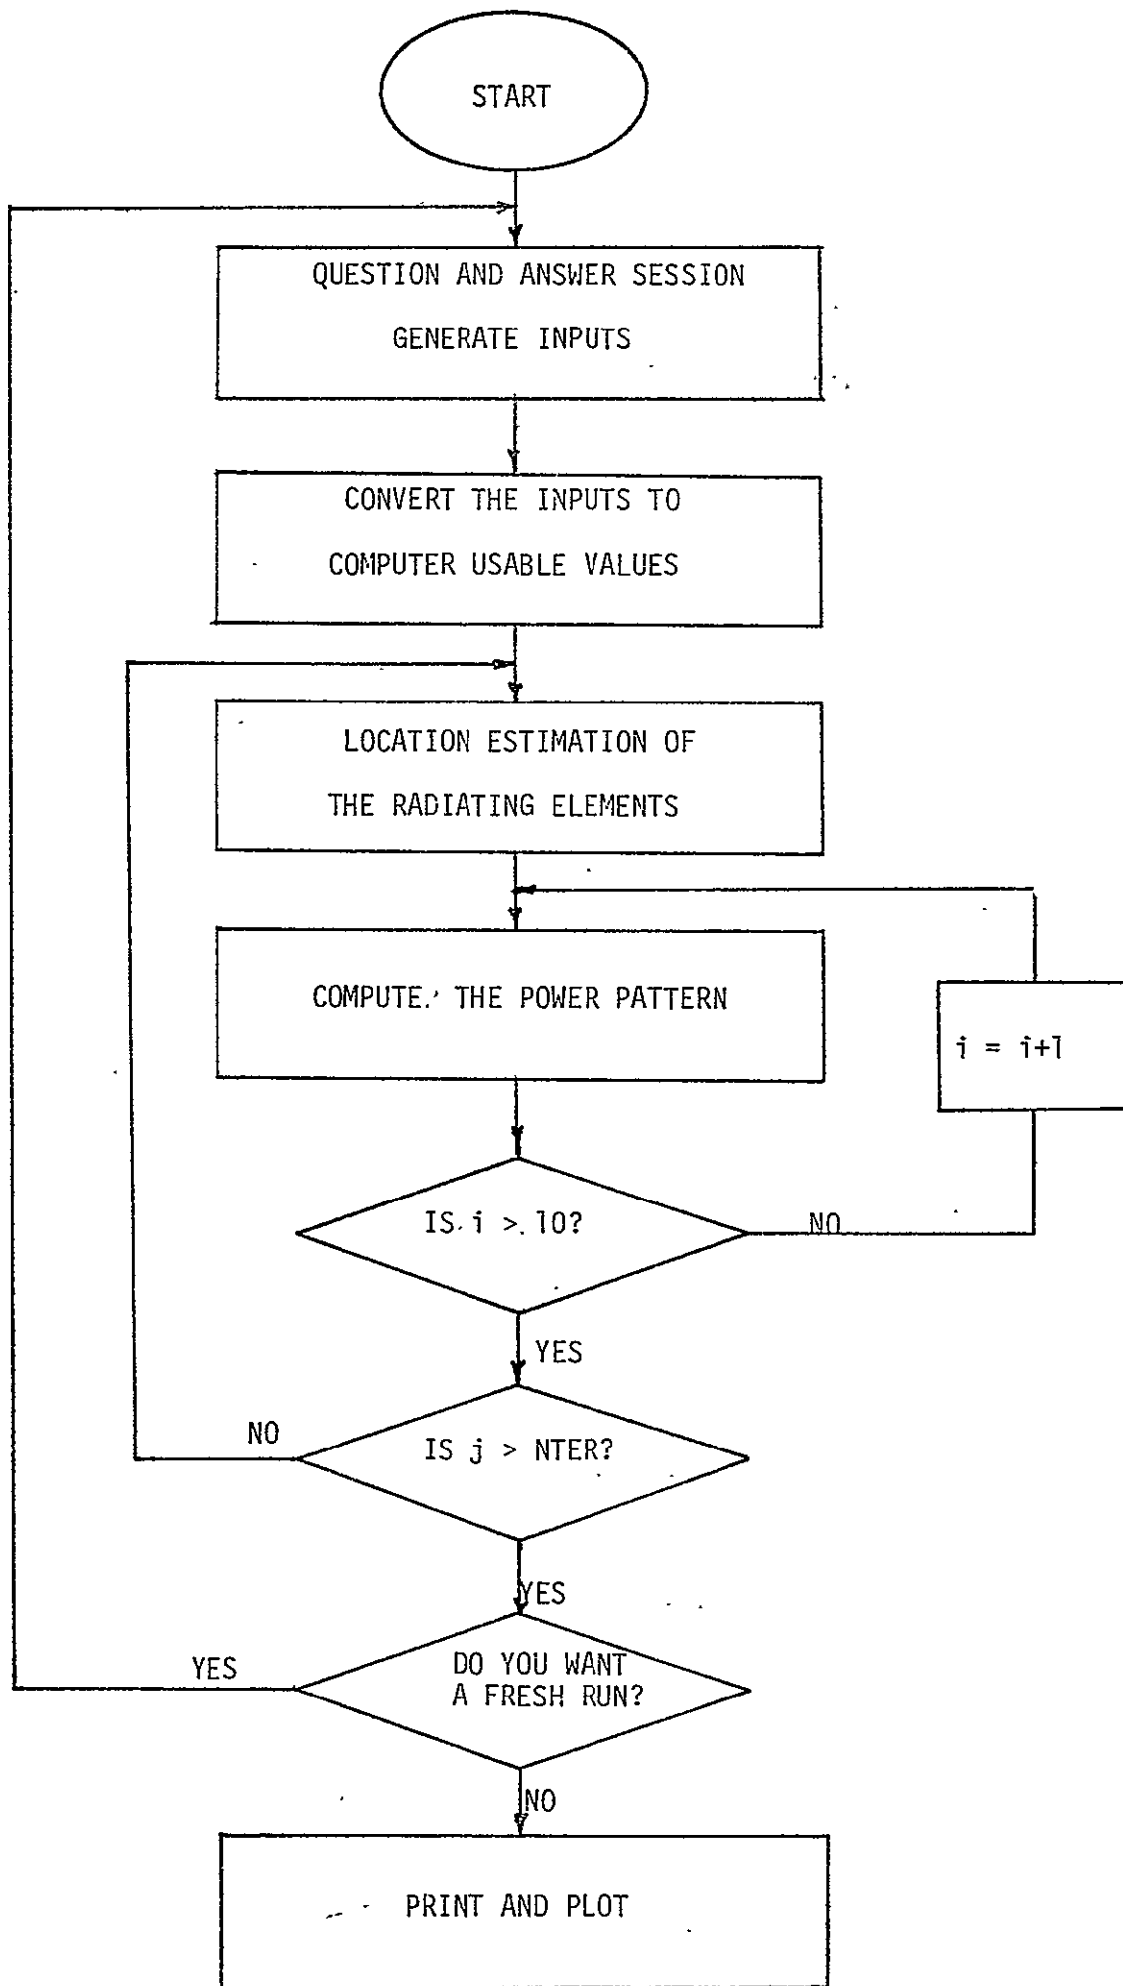 START
QUESTION AND ANSWER SESSION
GENERATE INPUTS
CONVERT THE INPUTS TO
COMPUTER USABLE VALUES
LOCATION ESTIMATION OF
THE RADIATING ELEMENTS
COMPUTE THE POWER PATTERN
i = i+1
IS i > 10?
NO
YES
NO
IS j > NTER?
YES
YES
DO YOU WANT
A FRESH RUN?
NO
PRINT AND PLOT